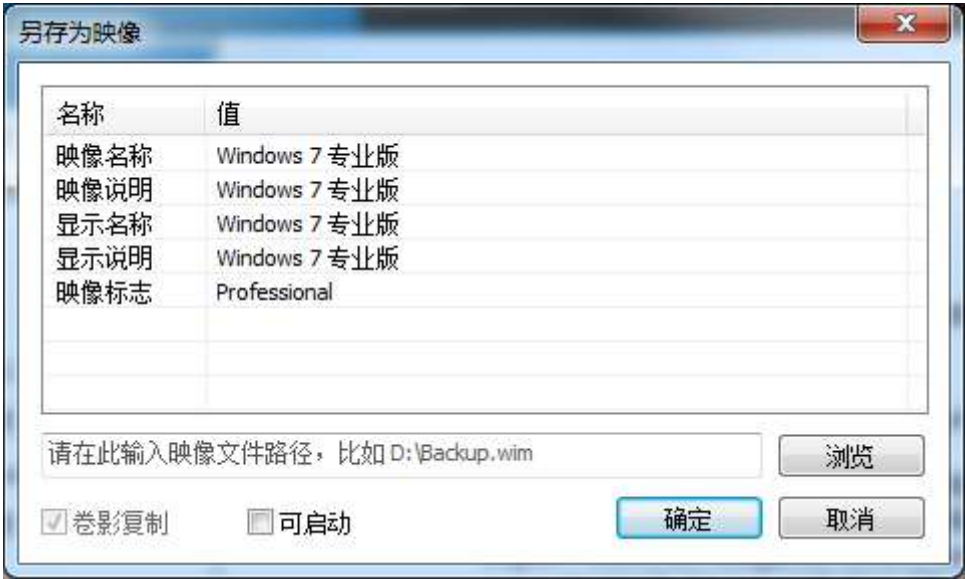 另存为映像
名称 值
映像名称 Windows 7 专业版
映像说明 Windows 7 专业版
显示名称 Windows 7 专业版
显示说明 Windows 7 专业版
映像标志 Professional
请在此输入映像文件路径，比如 D:\Backup.wim 浏览
卷影复制 可启动 确定 取消